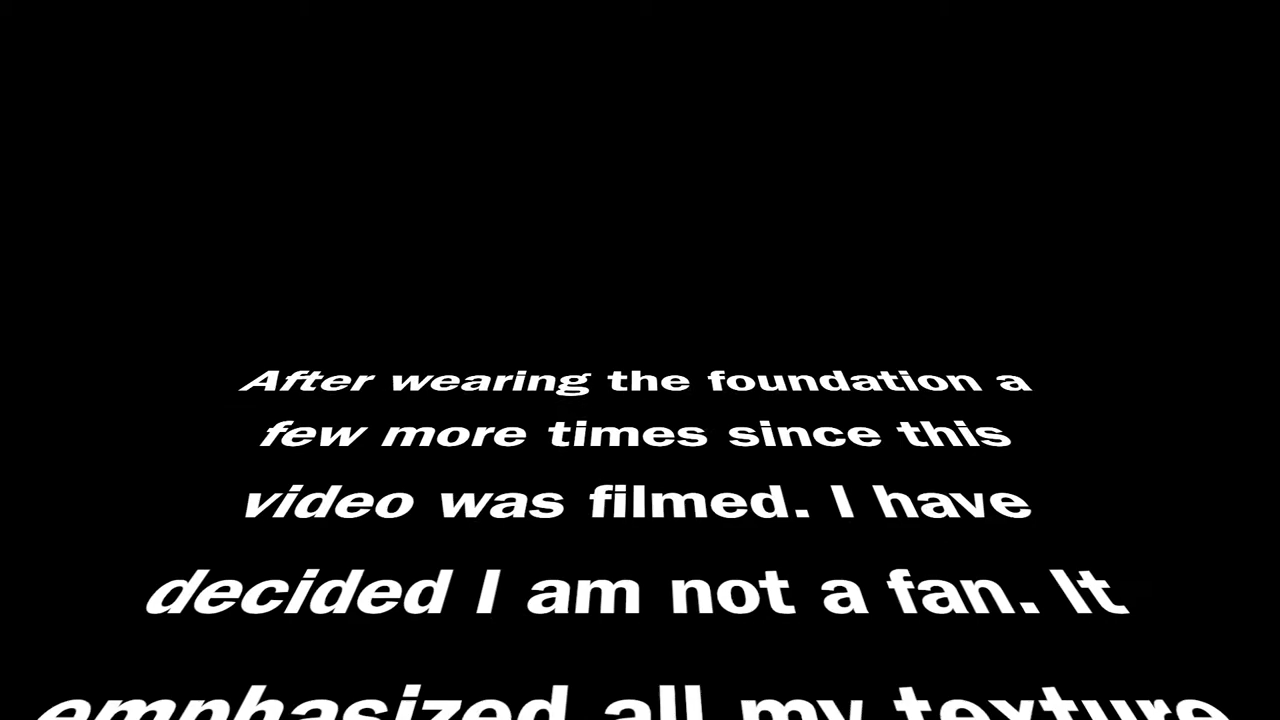 After wearing the foundation a
few more times since this
video was filmed. I have
decided I am not a fan. It
emphasized all my texture